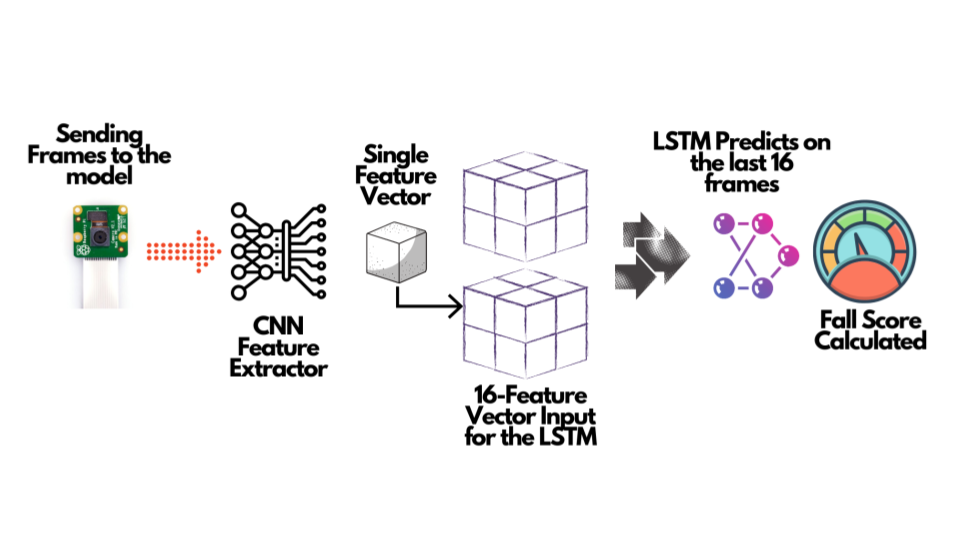 Sending
Frames to the
model
CNN
Feature
Extractor
Single
Feature
Vector
16-Feature
Vector Input
for the LSTM
LSTM Predicts on
the last 16
frames
Fall Score
Calculated